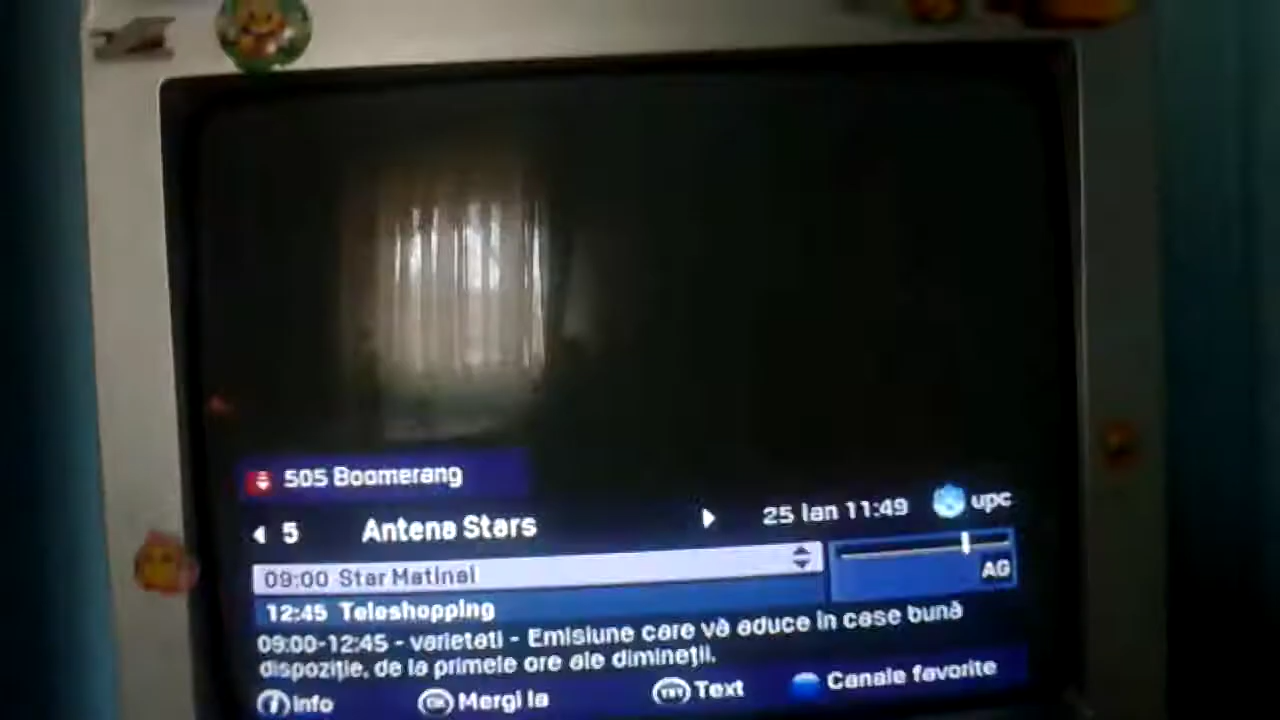 505 Boomerang
5 Antena Stars 25 Ian 11:49 upc
09:00 Star Matinal
AG
12:45 Teleshopping
09:00-12:45 - varietati - Emisiune care vă aduce în case bună
dispoziţie, de la primele ore ale dimineţii.
i Info OK Mergi la TXT Text Canale favorite